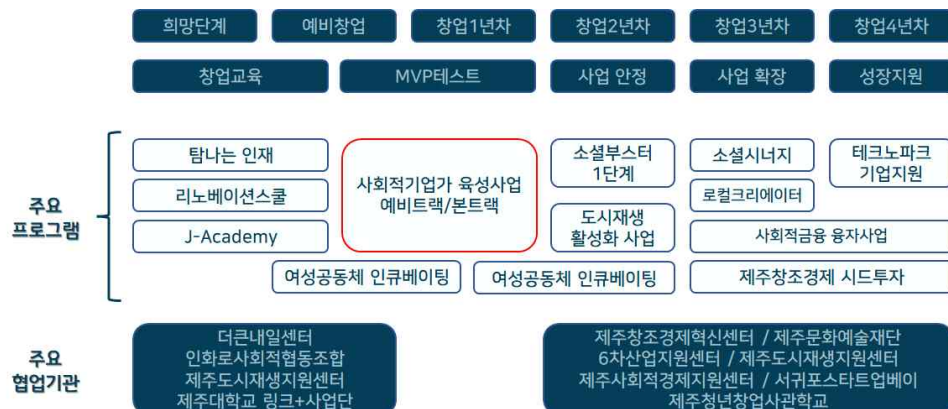 희망단계
예비창업
창업1년차
창업2년차
창업3년차
창업4년차
창업교육
MVP테스트
사업 안정
사업 확장
성장지원
주요
프로그램
탐나는 인재
리노베이션스쿨
J-Academy
사회적기업가 육성사업
예비트랙/본트랙
소셜부스터
1단계
도시재생
활성화 사업
소셜시너지
로컬크리에이터
테크노파크
기업지원
사회적금융 융자사업
여성공동체 인큐베이팅
여성공동체 인큐베이팅
제주창조경제 시드투자
주요
협업기관
더큰내일센터
인화로사회적협동조합
제주도시재생지원센터
제주대학교 링크+사업단
제주창조경제혁신센터 / 제주문화예술재단
6차산업지원센터 / 제주도시재생지원센터
제주사회적경제지원센터 / 서귀포스타트업베이
제주청년창업사관학교